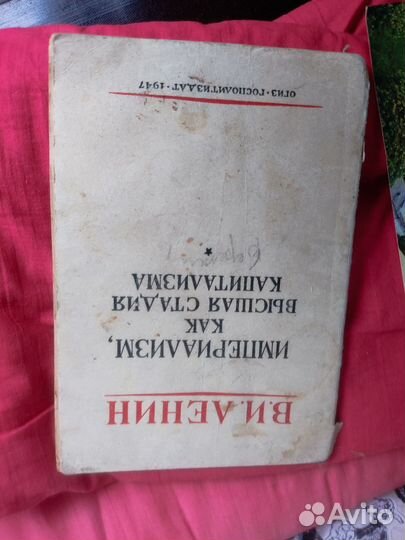 В.И.ЛЕНИН
ИМПЕРИАЛИЗМ,
КАК
ВЫСШАЯ СТАДИЯ
КАПИТАЛИЗМА
ОГИЗ • ГОСПОЛИТИЗДАТ • 1947
Avito